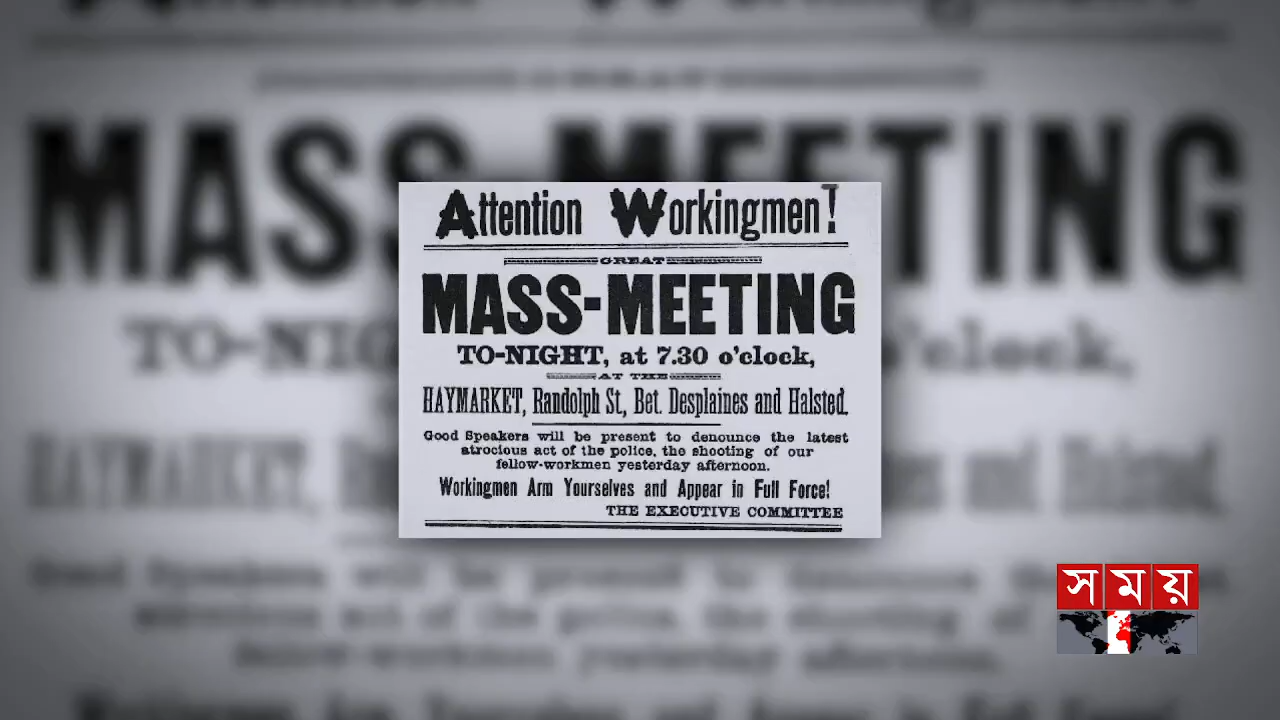 Attention Workingmen!
GREAT
MASS-MEETING
TO-NIGHT, at 7.30 o'clock,
AT THE
HAYMARKET, Randolph St, Bet. Desplaines and Halsted.
Good Speakers will be present to denounce the latest
atrocious act of the police, the shooting of our
fellow-workmen yesterday afternoon.
Workingmen Arm Yourselves and Appear in Full Force!
THE EXECUTIVE COMMITTEE
সময়